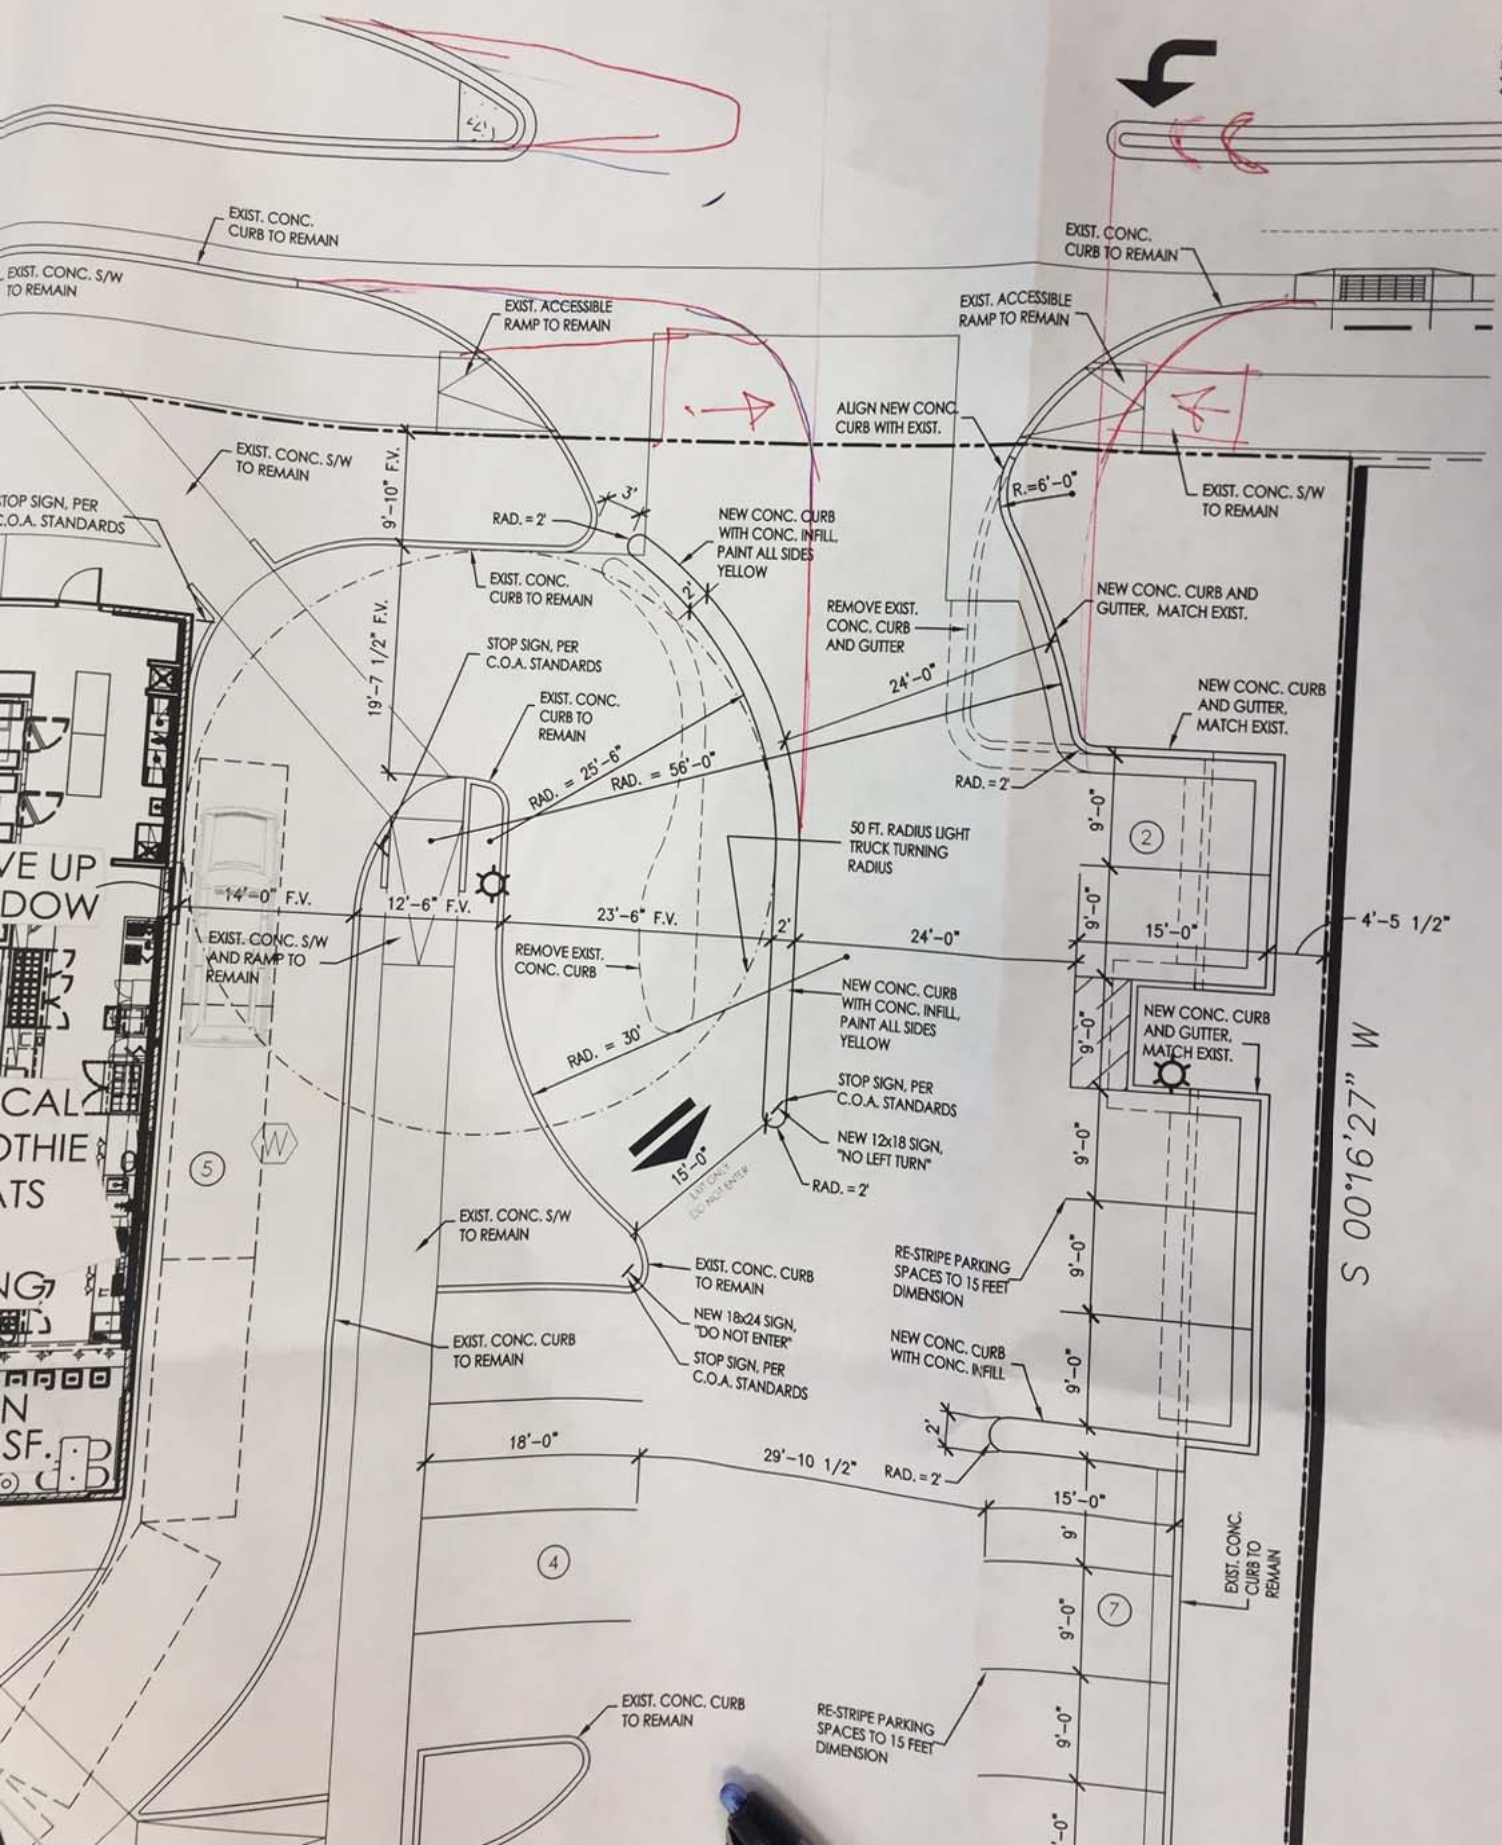 EXIST. CONC.
CURB TO REMAIN
EXIST. CONC. S/W
TO REMAIN
EXIST. ACCESSIBLE
RAMP TO REMAIN
EXIST. CONC.
CURB TO REMAIN
EXIST. ACCESSIBLE
RAMP TO REMAIN
ALIGN NEW CONC.
CURB WITH EXIST.
EXIST. CONC. S/W
TO REMAIN
9'-10" F.V.
STOP SIGN, PER
C.O.A. STANDARDS
RAD. = 2'
3'
NEW CONC. CURB
WITH CONC. INFILL,
PAINT ALL SIDES
YELLOW
R.=6'-0"
EXIST. CONC. S/W
TO REMAIN
EXIST. CONC.
CURB TO REMAIN
2'
REMOVE EXIST.
CONC. CURB
AND GUTTER
NEW CONC. CURB AND
GUTTER, MATCH EXIST.
19'-7 1/2" F.V.
STOP SIGN, PER
C.O.A. STANDARDS
EXIST. CONC.
CURB TO
REMAIN
24'-0"
NEW CONC. CURB
AND GUTTER,
MATCH EXIST.
RAD. = 25'-6"
RAD. = 56'-0"
RAD. = 2'
9'-0"
2
50 FT. RADIUS LIGHT
TRUCK TURNING
RADIUS
VE UP
DOW
14'-0" F.V.
12'-6" F.V.
23'-6" F.V.
2'
24'-0"
9'-0"
15'-0"
4'-5 1/2"
EXIST. CONC. S/W
AND RAMP TO
REMAIN
REMOVE EXIST.
CONC. CURB
NEW CONC. CURB
WITH CONC. INFILL,
PAINT ALL SIDES
YELLOW
9'-0"
NEW CONC. CURB
AND GUTTER,
MATCH EXIST.
RAD. = 30'
S 00°16'27" W
CAL
OTHIE
ATS
5
W
STOP SIGN, PER
C.O.A. STANDARDS
NEW 12x18 SIGN,
"NO LEFT TURN"
RAD. = 2'
15'-0"
EXIT ONLY
DO NOT ENTER
9'-0"
EXIST. CONC. S/W
TO REMAIN
EXIST. CONC. CURB
TO REMAIN
NEW 18x24 SIGN,
"DO NOT ENTER"
STOP SIGN, PER
C.O.A. STANDARDS
RE-STRIPE PARKING
SPACES TO 15 FEET
DIMENSION
9'-0"
NG
EXIST. CONC. CURB
TO REMAIN
NEW CONC. CURB
WITH CONC. INFILL
9'-0"
N
SF.
18'-0"
29'-10 1/2"
2'
RAD. = 2'
15'-0"
9'
EXIST. CONC.
CURB TO
REMAIN
4
9'-0"
7
EXIST. CONC. CURB
TO REMAIN
RE-STRIPE PARKING
SPACES TO 15 FEET
DIMENSION
9'-0"
-0"